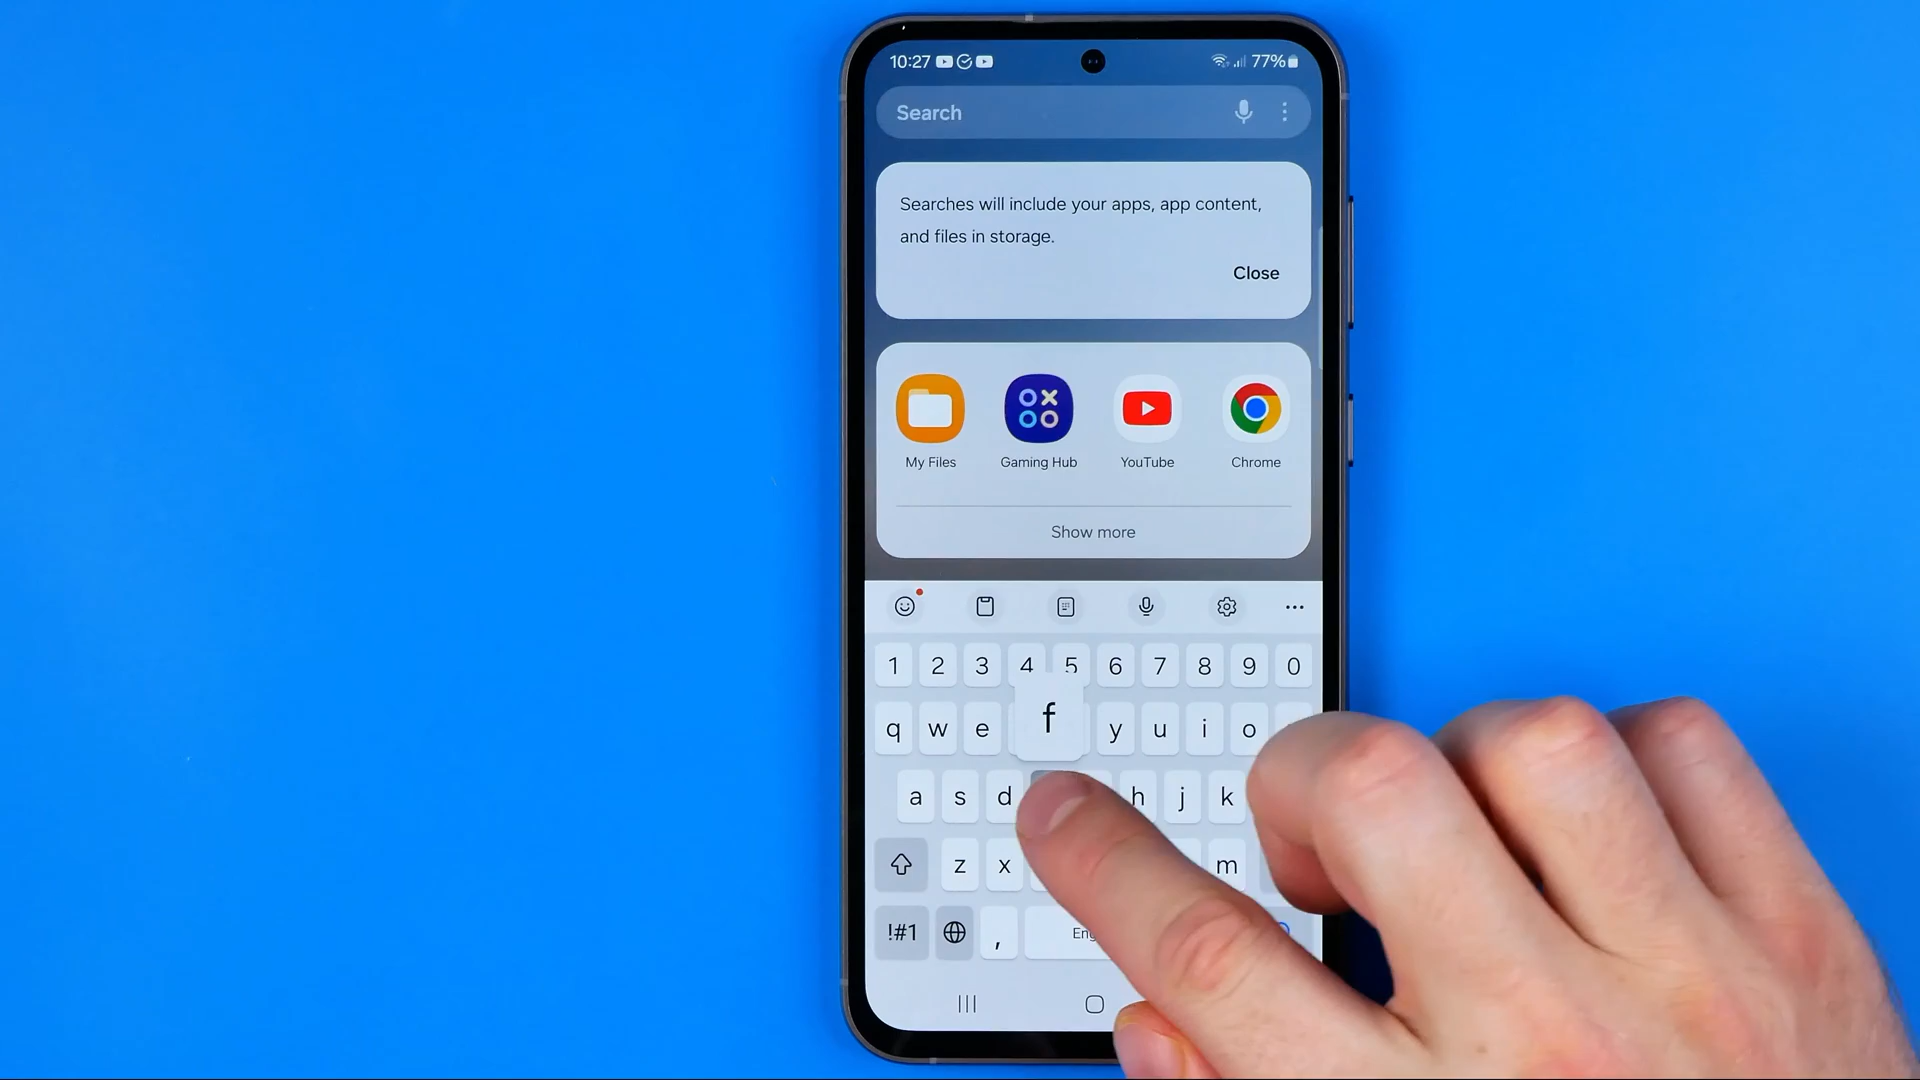 10:27 77%
Search
Searches will include your apps, app content,
and files in storage.
Close
My Files Gaming Hub YouTube Chrome
Show more
1 2 3 4 5 6 7 8 9 0
f
q w e y u i o
a s d h j k
z x m
!#1 ,